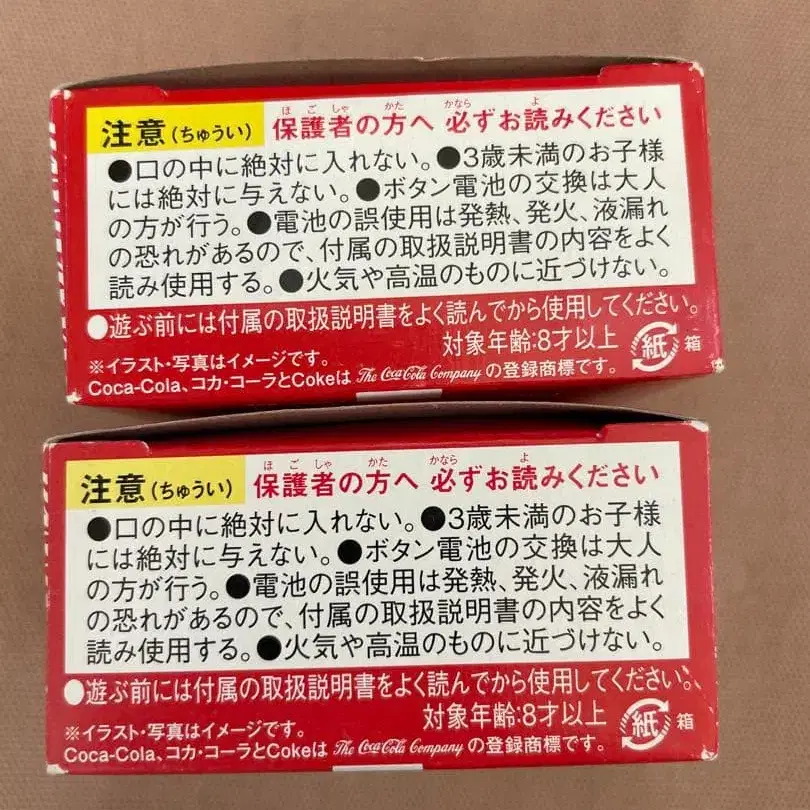 注意(ちゅうい) 保護者の方へ 必ずお読みください
ほごしゃ かた かなら よ
●口の中に絶対に入れない。●3歳未満のお子様
には絶対に与えない。●ボタン電池の交換は大人
の方が行う。●電池の誤使用は発熱、発火、液漏れ
の恐れがあるので、付属の取扱説明書の内容をよく
読み使用する。●火気や高温のものに近づけない。
●遊ぶ前には付属の取扱説明書をよく読んでから使用してください。
対象年齢:8才以上 紙 箱
※イラスト・写真はイメージです。
Coca-Cola、コカ・コーラとCokeは The Coca-Cola Company の登録商標です。
注意(ちゅうい) 保護者の方へ 必ずお読みください
ほごしゃ かた かなら よ
●口の中に絶対に入れない。●3歳未満のお子様
には絶対に与えない。●ボタン電池の交換は大人
の方が行う。●電池の誤使用は発熱、発火、液漏れ
の恐れがあるので、付属の取扱説明書の内容をよく
読み使用する。●火気や高温のものに近づけない。
●遊ぶ前には付属の取扱説明書をよく読んでから使用してください。
対象年齢:8才以上 紙 箱
※イラスト・写真はイメージです。
Coca-Cola、コカ・コーラとCokeは The Coca-Cola Company の登録商標です。